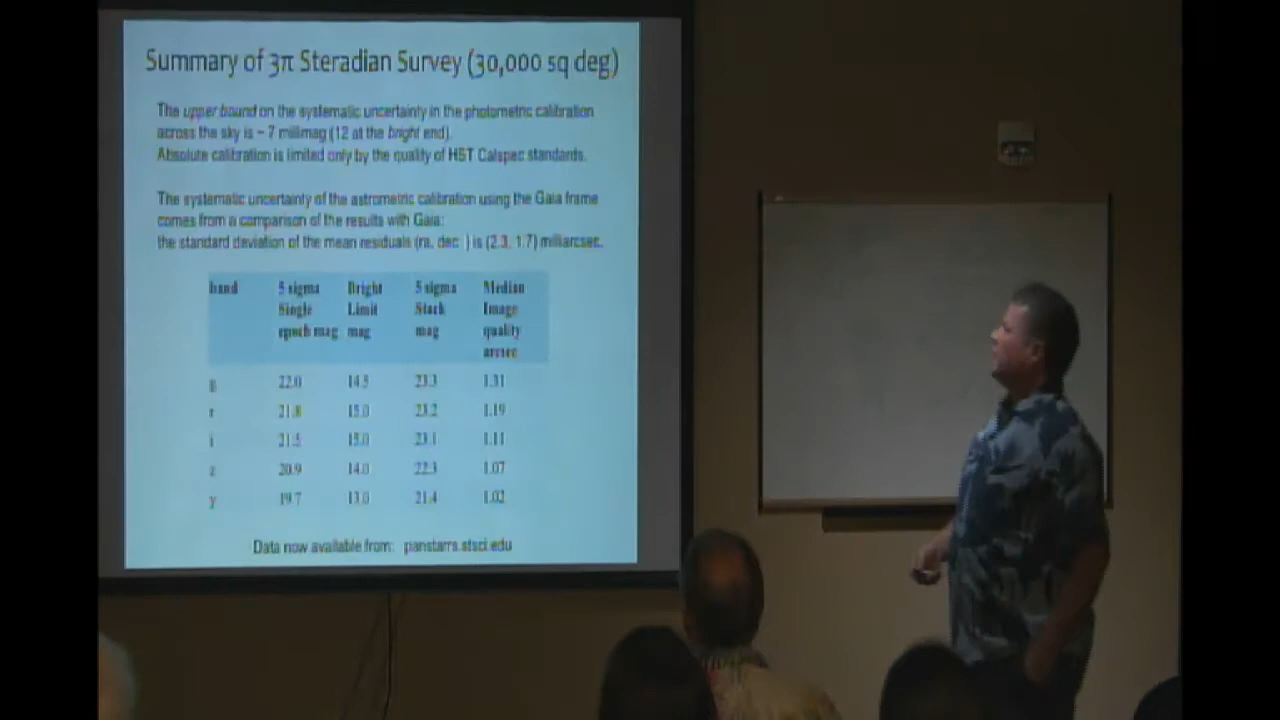 Summary of 3π Steradian Survey (30,000 sq deg)
The upper bound on the systematic uncertainty in the photometric calibration
across the sky is ~ 7 millimag (12 at the bright end).
Absolute calibration is limited only by the quality of HST Calspec standards.
The systematic uncertainty of the astrometric calibration using the Gaia frame
comes from a comparison of the results with Gaia:
the standard deviation of the mean residuals (ra, dec ) is (2.3, 1.7) milliarcsec.
band 5 sigma Bright 5 sigma Median
Single Limit Stack Image
epoch mag mag mag quality
arcsec
g 22.0 14.5 23.3 1.31
r 21.8 15.0 23.2 1.19
i 21.5 15.0 23.1 1.11
z 20.9 14.0 22.3 1.07
y 19.7 13.0 21.4 1.02
Data now available from: panstarrs.stsci.edu